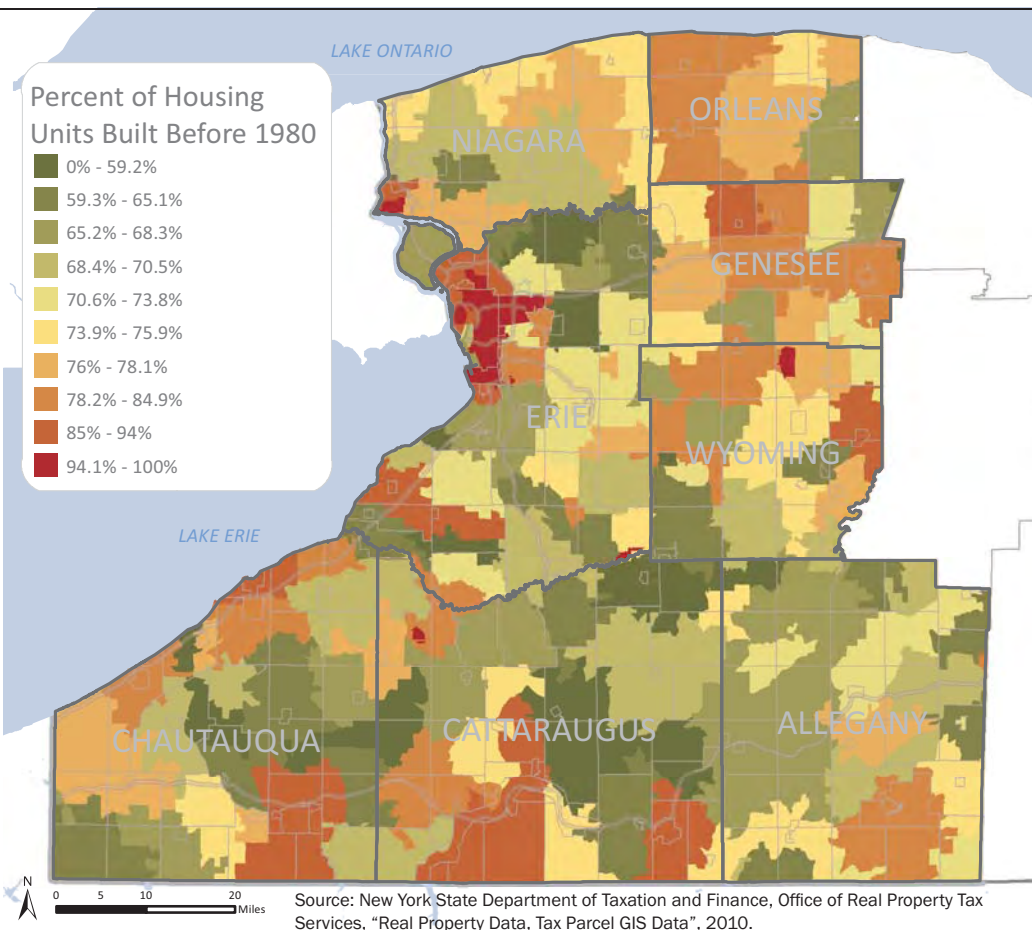 LAKE ONTARIO
Percent of Housing
Units Built Before 1980
0% - 59.2%
59.3% - 65.1%
65.2% - 68.3%
68.4% - 70.5%
70.6% - 73.8%
73.9% - 75.9%
76% - 78.1%
78.2% - 84.9%
85% - 94%
94.1% - 100%
NIAGARA
ORLEANS
GENESEE
ERIE
WYOMING
LAKE ERIE
CHAUTAUQUA
CATTARAUGUS
ALLEGANY
N
0 5 10 20
Miles
Source: New York State Department of Taxation and Finance, Office of Real Property Tax
Services, “Real Property Data, Tax Parcel GIS Data”, 2010.